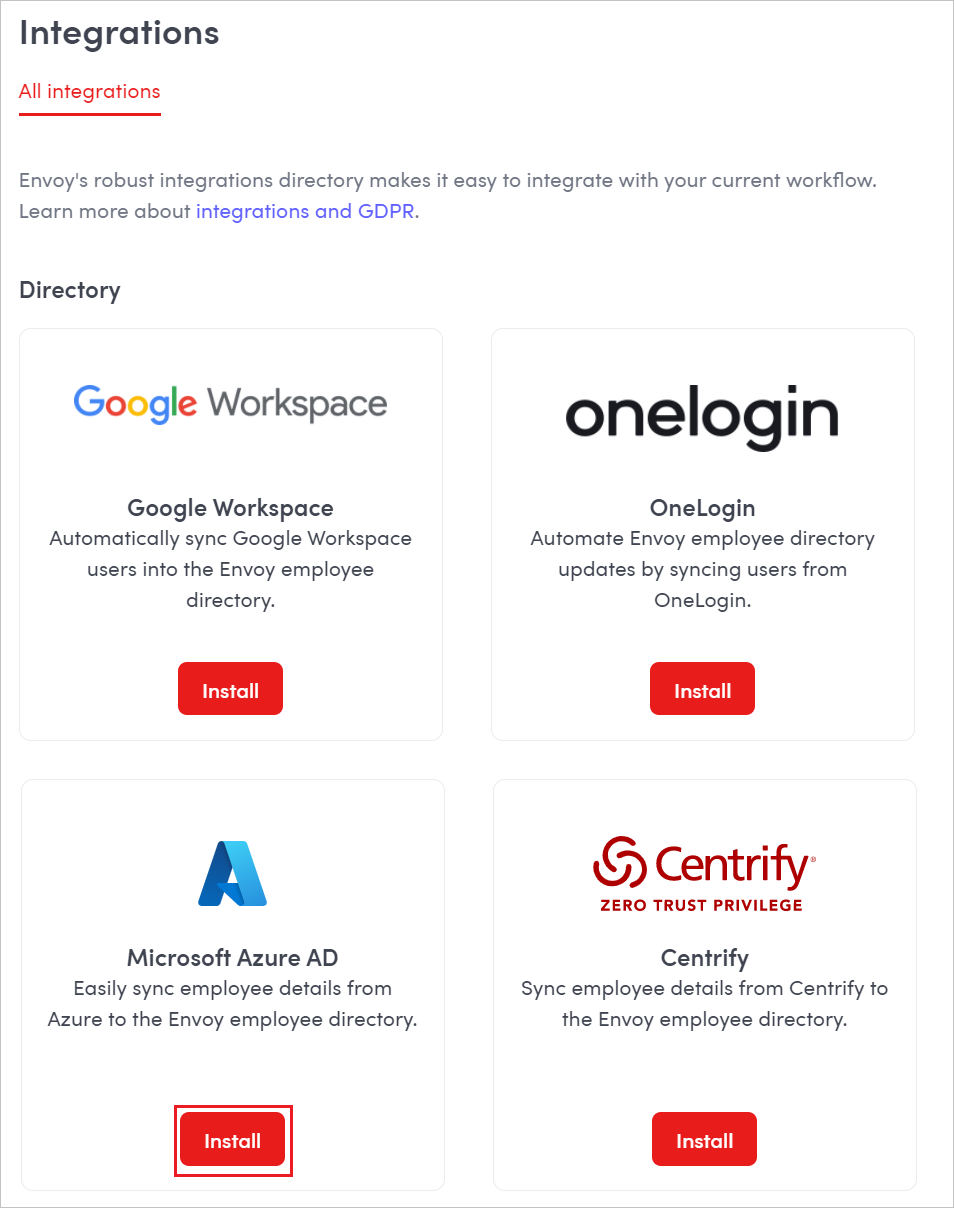 Integrations
All integrations
Envoy's robust integrations directory makes it easy to integrate with your current workflow.
Learn more about integrations and GDPR.
Directory
Google Workspace
Google Workspace
Automatically sync Google Workspace
users into the Envoy employee
directory.
Install
onelogin
OneLogin
Automate Envoy employee directory
updates by syncing users from
OneLogin.
Install
Microsoft Azure AD
Easily sync employee details from
Azure to the Envoy employee directory.
Install
Centrify®
ZERO TRUST PRIVILEGE
Centrify
Sync employee details from Centrify to
the Envoy employee directory.
Install